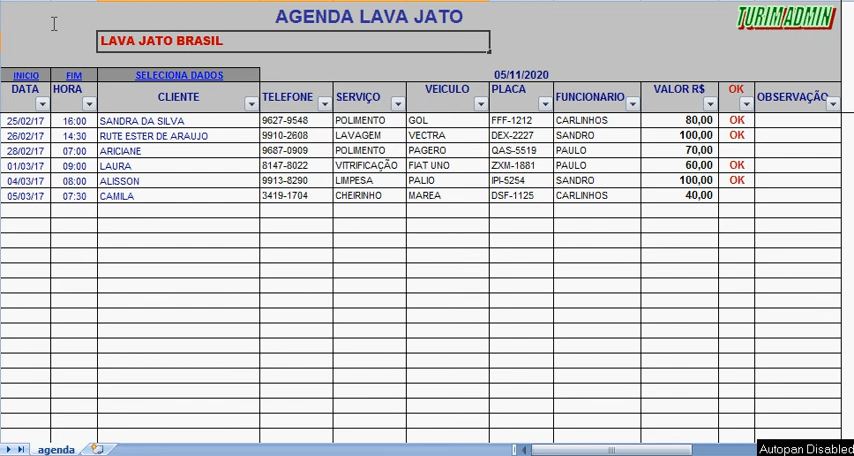 AGENDA LAVA JATO
TURIM ADMIN
LAVA JATO BRASIL
INICIO FIM SELECIONA DADOS 05/11/2020
DATA HORA CLIENTE TELEFONE SERVIÇO VEICULO PLACA FUNCIONARIO VALOR R$ OK OBSERVAÇÃO
25/02/17 16:00 SANDRA DA SILVA 9627-9548 POLIMENTO GOL FFF-1212 CARLINHOS 80,00 OK
26/02/17 14:30 RUTE ESTER DE ARAUJO 9910-2608 LAVAGEM VECTRA DEX-2227 SANDRO 100,00 OK
28/02/17 07:00 ARICIANE 9687-0909 POLIMENTO PAGERO QAS-5519 PAULO 70,00
01/03/17 09:00 LAURA 8147-8022 VITRIFICAÇÃO FIAT UNO ZXM-1881 PAULO 60,00 OK
04/03/17 08:00 ALISSON 9913-8290 LIMPESA PALIO IPI-5254 SANDRO 100,00 OK
05/03/17 07:30 CAMILA 3419-1704 CHEIRINHO MAREA DSF-1125 CARLINHOS 40,00
agenda
Autopan Disabled